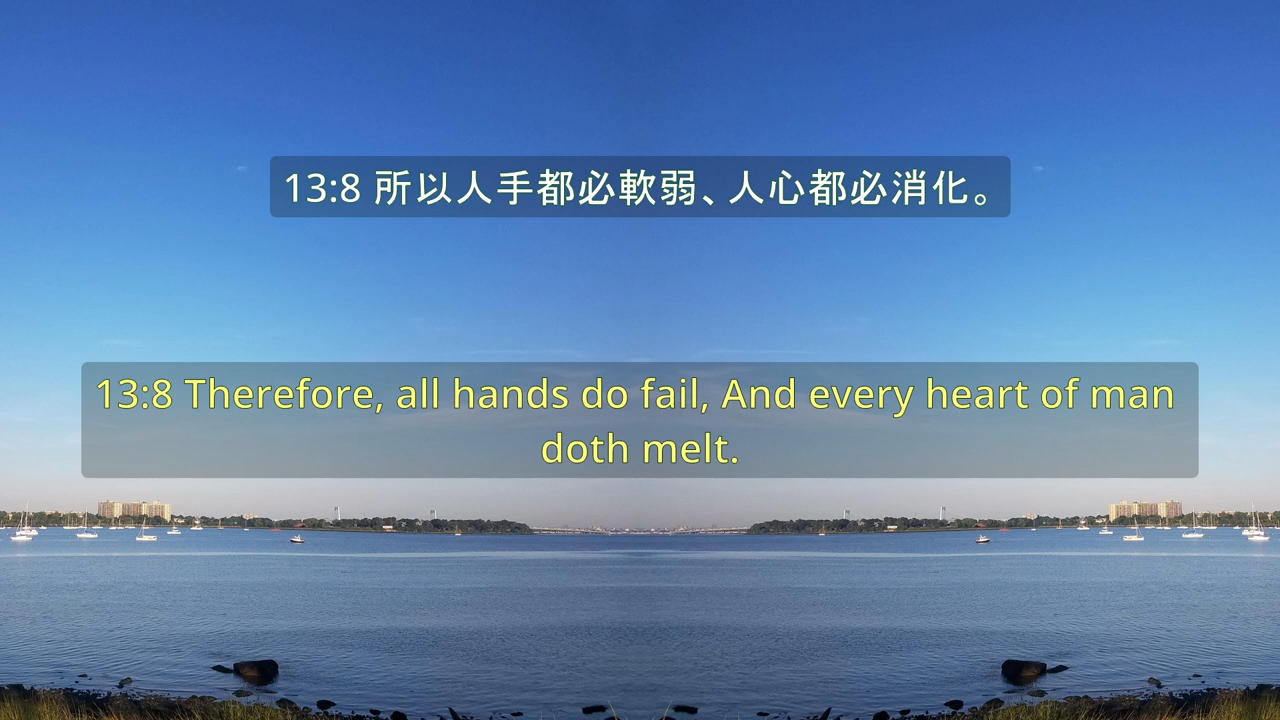 13:8 所以人手都必軟弱、人心都必消化。
13:8 Therefore, all hands do fail, And every heart of man
doth melt.